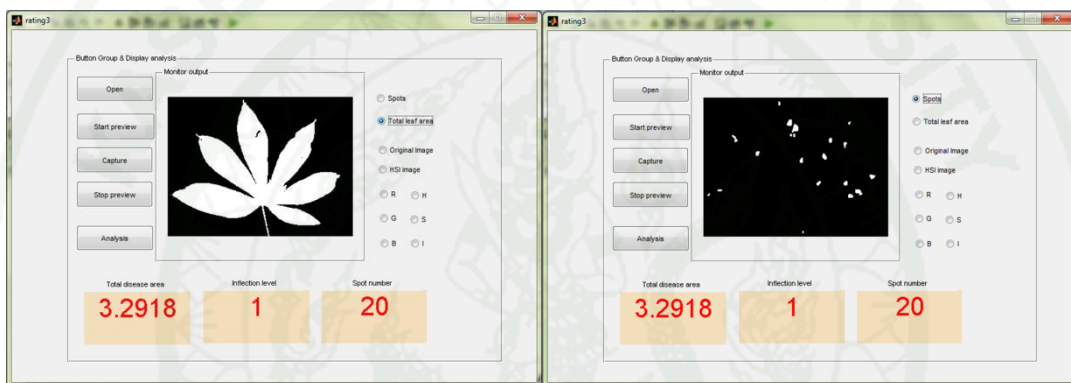 rating3
Button Group & Display analysis
Monitor output
Open
Start preview
Capture
Stop preview
Analysis
Spots
Total leaf area
Original Image
HSI image
R H
G S
B I
Total disease area
Inflection level
Spot number
3.2918
1
20
rating3
Button Group & Display analysis
Monitor output
Open
Start preview
Capture
Stop preview
Analysis
Spots
Total leaf area
Original Image
HSI image
R H
G S
B I
Total disease area
Inflection level
Spot number
3.2918
1
20